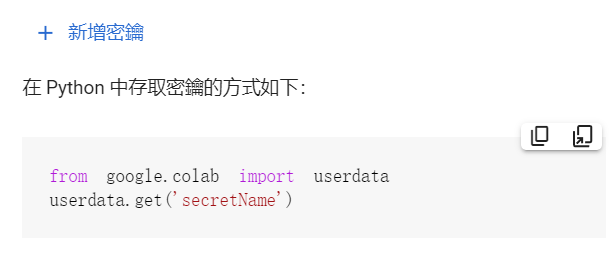 + 新增密鑰
在 Python 中存取密鑰的方式如下：
from google.colab import userdata
userdata.get('secretName')